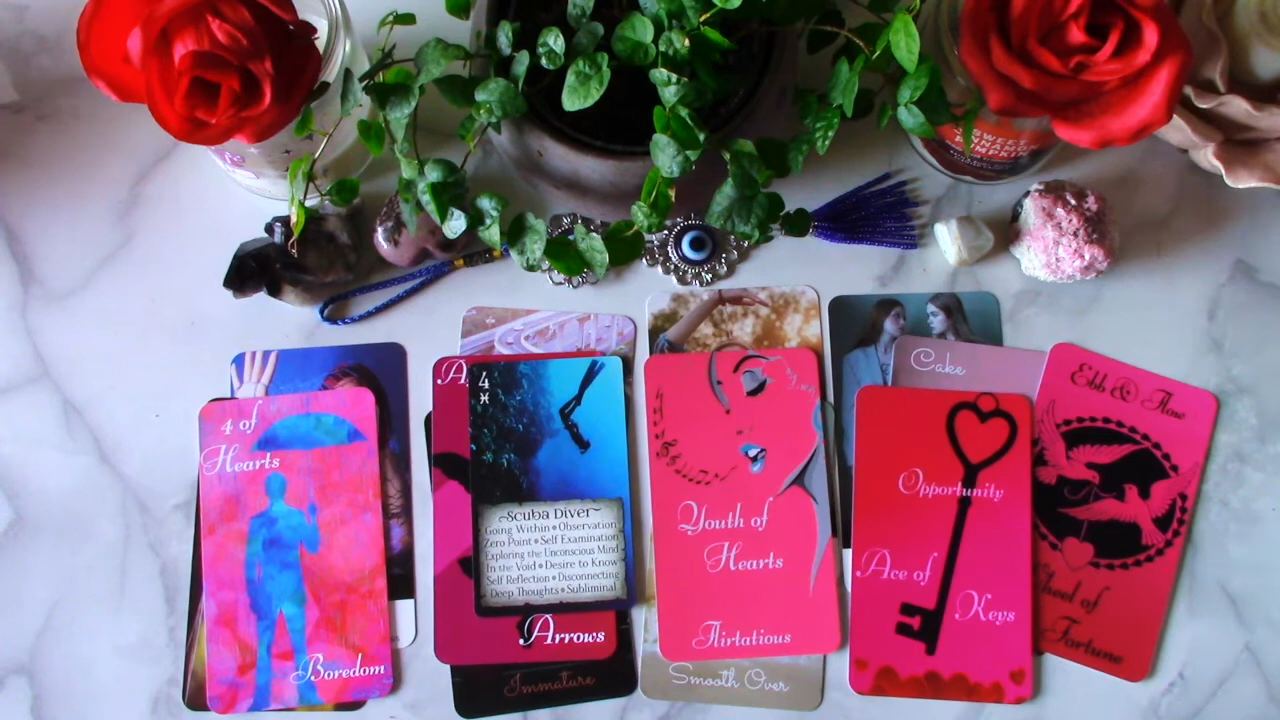 SWEET
PUMPKIN
4 of
Hearts
Boredom
A
4
Scuba Diver
Going Within • Observation
Zero Point • Self Examination
Exploring the Unconscious Mind
In the Void • Desire to Know
Self Reflection • Disconnecting
Deep Thoughts • Subliminal
Arrows
Immature
Youth of
Hearts
Flirtatious
Smooth Over
Cake
Opportunity
Ace of
Keys
Ebb & Flow
Wheel of
Fortune